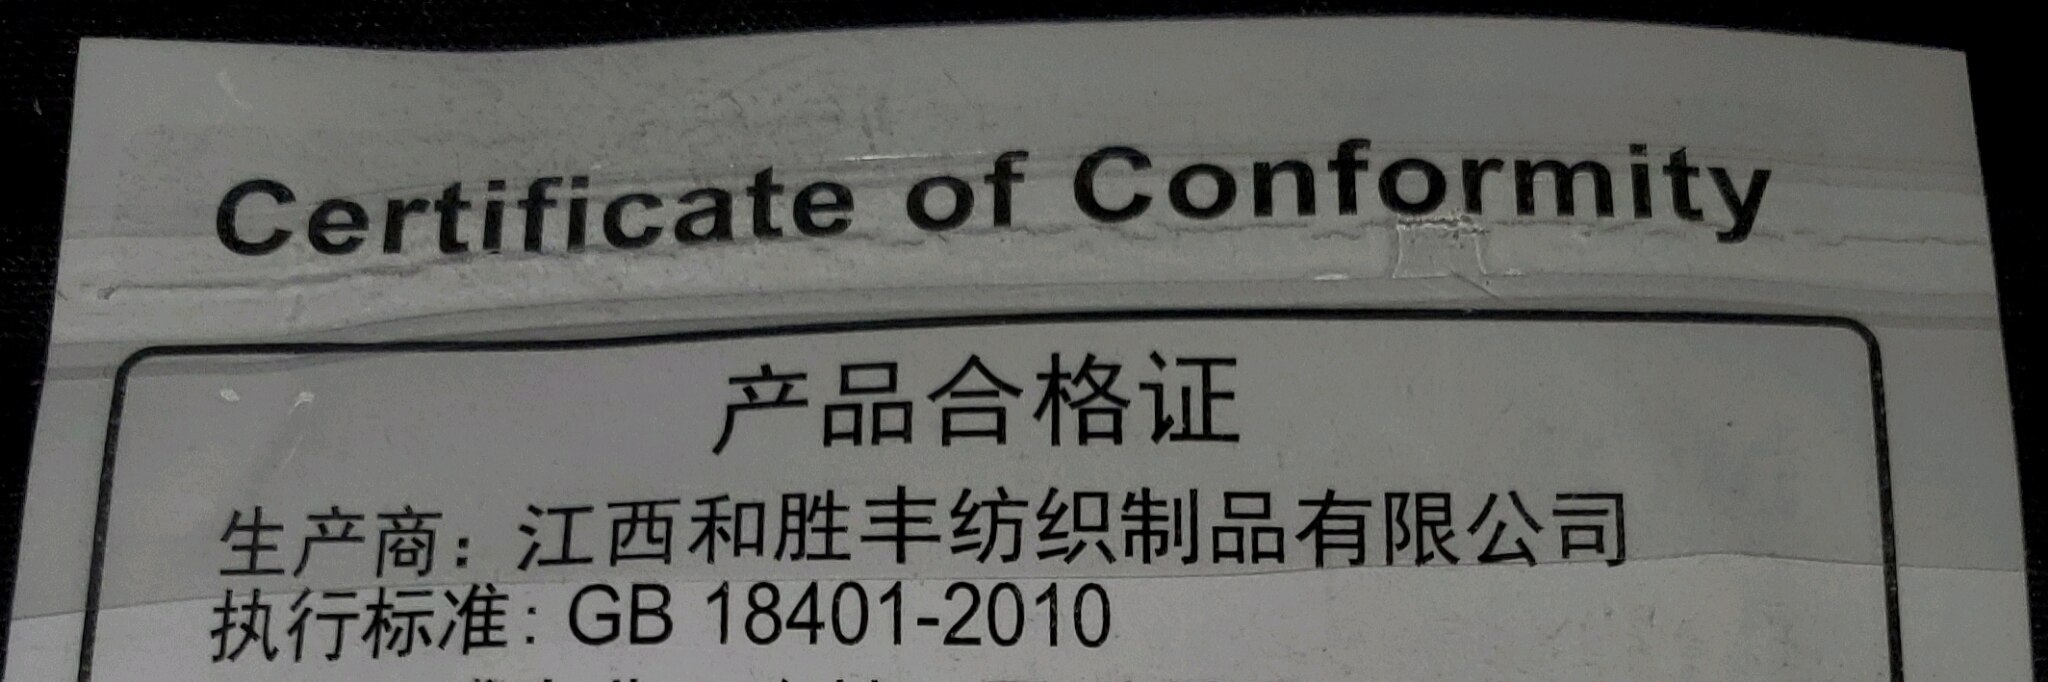 Certificate of Conformity
产品合格证
生产商：江西和胜丰纺织制品有限公司
执行标准：GB 18401-2010